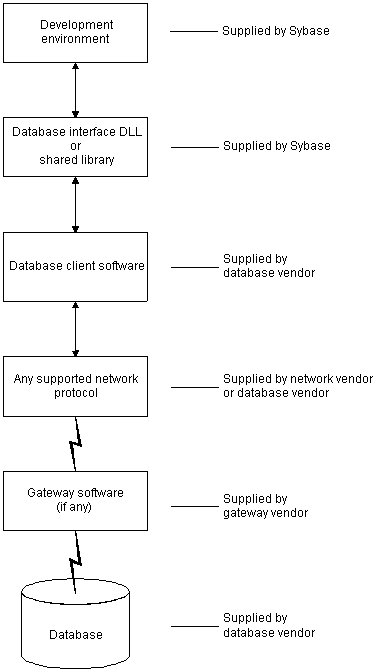 Development
environment
Supplied by Sybase
Database interface DLL
or
shared library
Supplied by Sybase
Database client software
Supplied by
database vendor
Any supported network
protocol
Supplied by network vendor
or database vendor
Gateway software
(if any)
Supplied by
gateway vendor
Database
Supplied by
database vendor